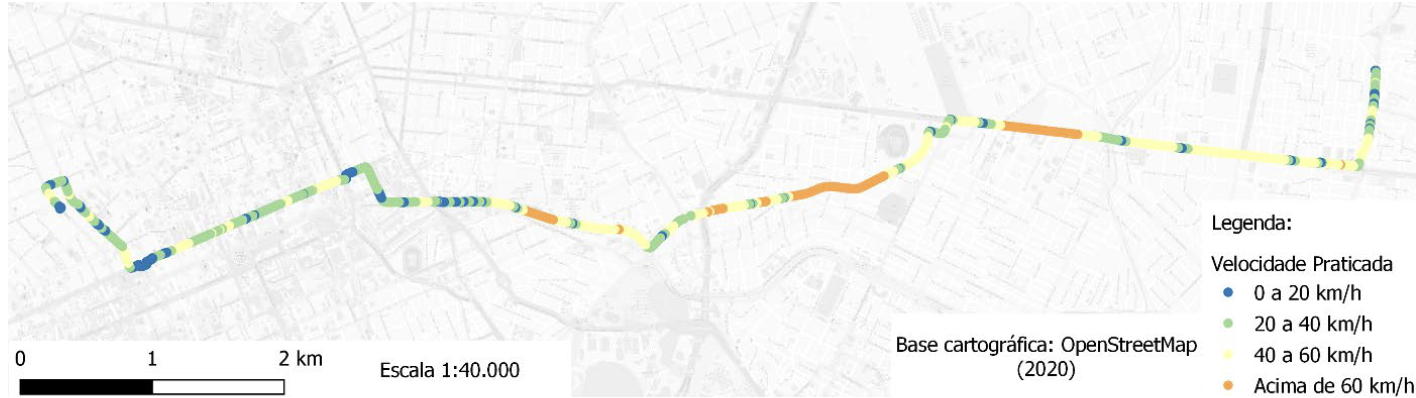 Legenda:
Velocidade Praticada
0 a 20 km/h
20 a 40 km/h
40 a 60 km/h
Acima de 60 km/h
0 1 2 km
Escala 1:40.000
Base cartográfica: OpenStreetMap
(2020)